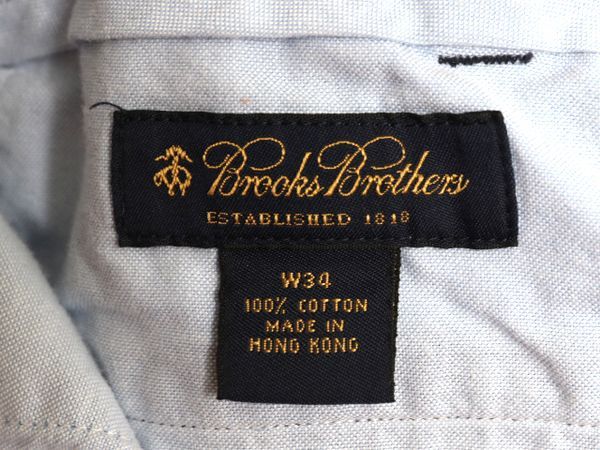 Brooks Brothers
ESTABLISHED 1818
W34
100% COTTON
MADE IN
HONG KONG